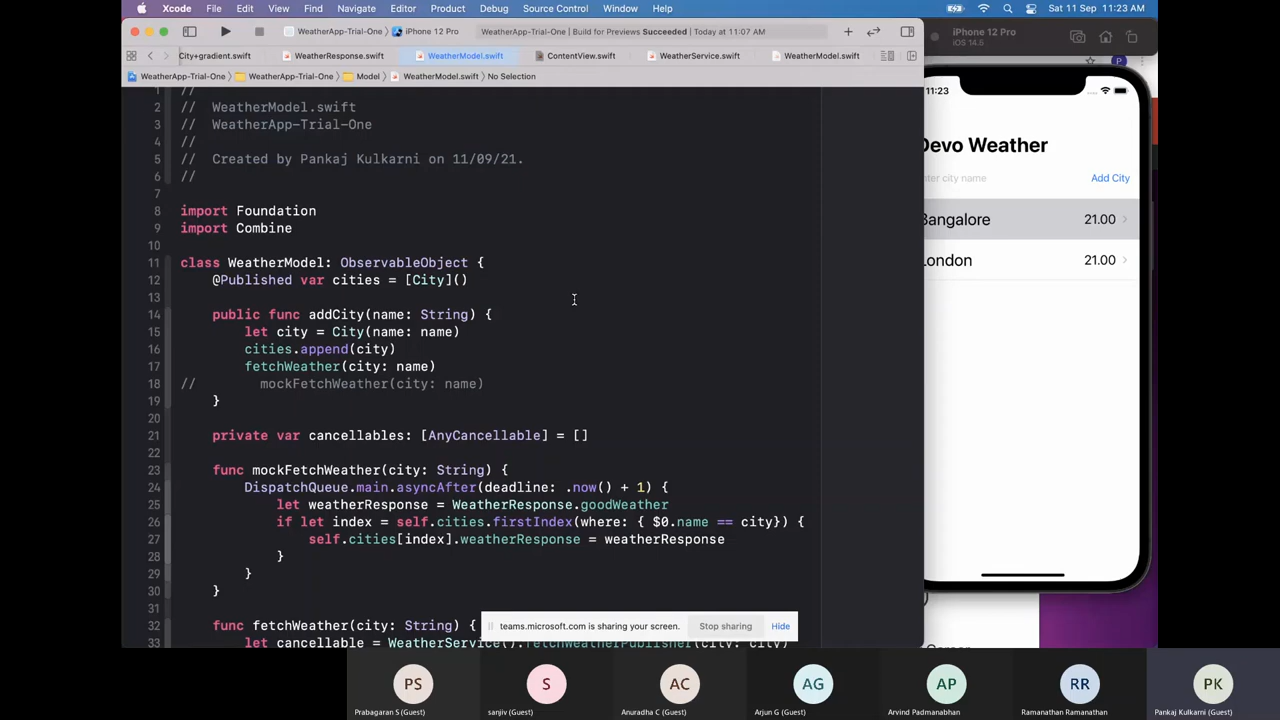 Xcode File Edit View Find Navigate Editor Product Debug Source Control Window Help Sat 11 Sep 11:23 AM
WeatherApp-Trial-One iPhone 12 Pro WeatherApp-Trial-One | Build for Previews Succeeded | Today at 11:07 AM
City+gradient.swift WeatherResponse.swift WeatherModel.swift ContentView.swift WeatherService.swift WeatherModel.swift
WeatherApp-Trial-One WeatherApp-Trial-One Model WeatherModel.swift No Selection
1 //
2 // WeatherModel.swift
3 // WeatherApp-Trial-One
4 //
5 // Created by Pankaj Kulkarni on 11/09/21.
6 //
7
8 import Foundation
9 import Combine
10
11 class WeatherModel: ObservableObject {
12 @Published var cities = [City]()
13
14 public func addCity(name: String) {
15 let city = City(name: name)
16 cities.append(city)
17 fetchWeather(city: name)
18 // mockFetchWeather(city: name)
19 }
20
21 private var cancellables: [AnyCancellable] = []
22
23 func mockFetchWeather(city: String) {
24 DispatchQueue.main.asyncAfter(deadline: .now() + 1) {
25 let weatherResponse = WeatherResponse.goodWeather
26 if let index = self.cities.firstIndex(where: { $0.name == city}) {
27 self.cities[index].weatherResponse = weatherResponse
28 }
29 }
30 }
31
32 func fetchWeather(city: String) {
33 let cancellable = WeatherService().fetchWeatherPublisher(city: city)
teams.microsoft.com is sharing your screen. Stop sharing Hide
iPhone 12 Pro
iOS 14.5
P
11:23
Devo Weather
nter city name Add City
Bangalore 21.00
London 21.00
PS S AC AG AP RR PK
Prabagaran S (Guest) sanjiv (Guest) Anuradha C (Guest) Arjun G (Guest) Arvind Padmanabhan Ramanathan Ramanathan Pankaj Kulkarni (Guest)